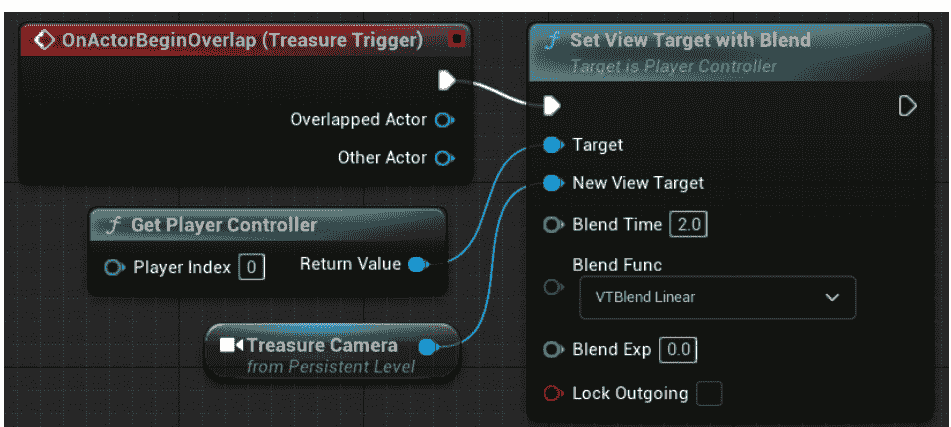 OnActorBeginOverlap (Treasure Trigger)
Overlapped Actor
Other Actor
f Get Player Controller
Player Index 0
Return Value
Treasure Camera
from Persistent Level
f Set View Target with Blend
Target is Player Controller
Target
New View Target
Blend Time 2.0
Blend Func
VTBlend Linear
Blend Exp 0.0
Lock Outgoing